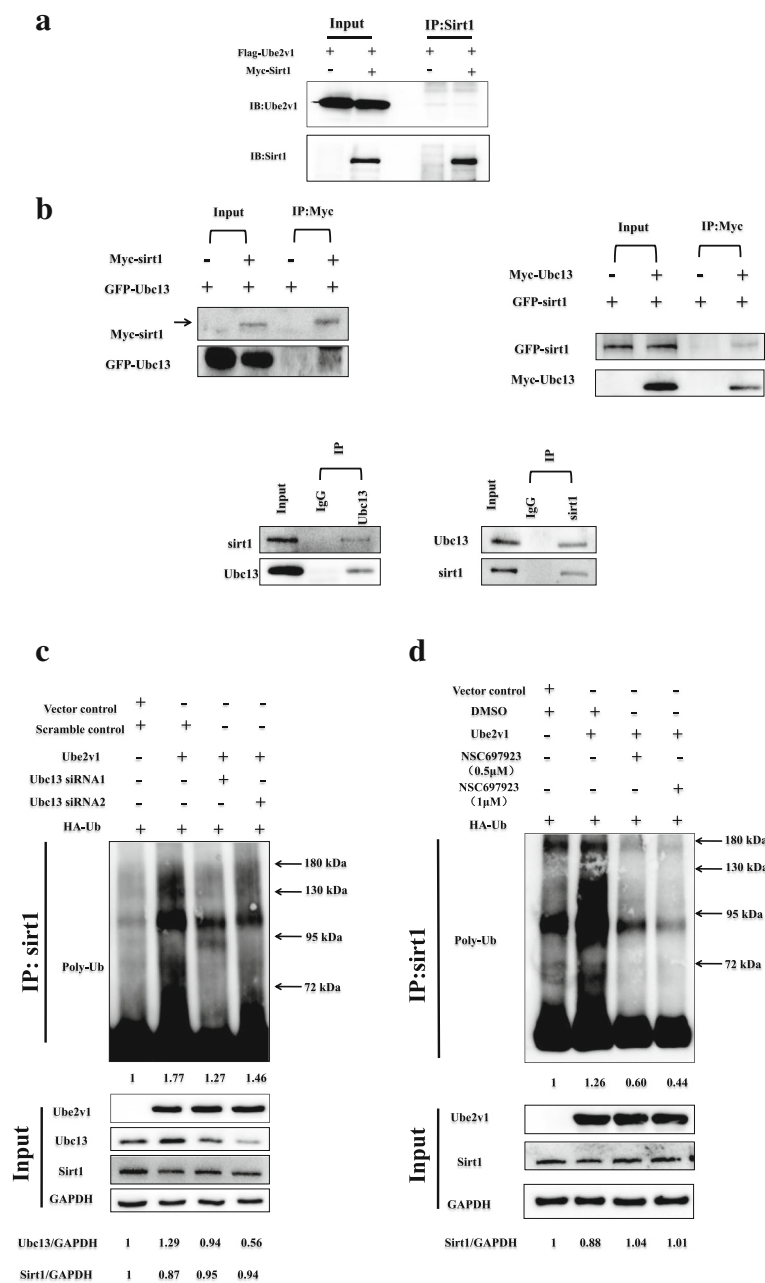 a
Input IP:Sirt1
Flag-Ube2v1 + + + +
Myc-Sirt1 - + - +
IB:Ube2v1
IB:Sirt1
b
Input IP:Myc
Myc-sirt1 - + - +
GFP-Ubc13 + + + +
Myc-sirt1
GFP-Ubc13
Input IP:Myc
Myc-Ubc13 - + - +
GFP-sirt1 + + + +
GFP-sirt1
Myc-Ubc13
IP
Input IgG Ubc13
sirt1
Ubc13
IP
Input IgG sirt1
Ubc13
sirt1
c
Vector control + - - -
Scramble control + + - -
Ube2v1 - + + +
Ubc13 siRNA1 - - + -
Ubc13 siRNA2 - - - +
HA-Ub + + + +
IP: sirt1
Poly-Ub
180 kDa
130 kDa
95 kDa
72 kDa
1 1.77 1.27 1.46
Input
Ube2v1
Ubc13
Sirt1
GAPDH
Ubc13/GAPDH 1 1.29 0.94 0.56
Sirt1/GAPDH 1 0.87 0.95 0.94
d
Vector control + - - -
DMSO + + - -
Ube2v1 - + + +
NSC697923 - - + -
(0.5μM)
NSC697923 - - - +
(1μM)
HA-Ub + + + +
IP:sirt1
Poly-Ub
180 kDa
130 kDa
95 kDa
72 kDa
1 1.26 0.60 0.44
Input
Ube2v1
Sirt1
GAPDH
Sirt1/GAPDH 1 0.88 1.04 1.01